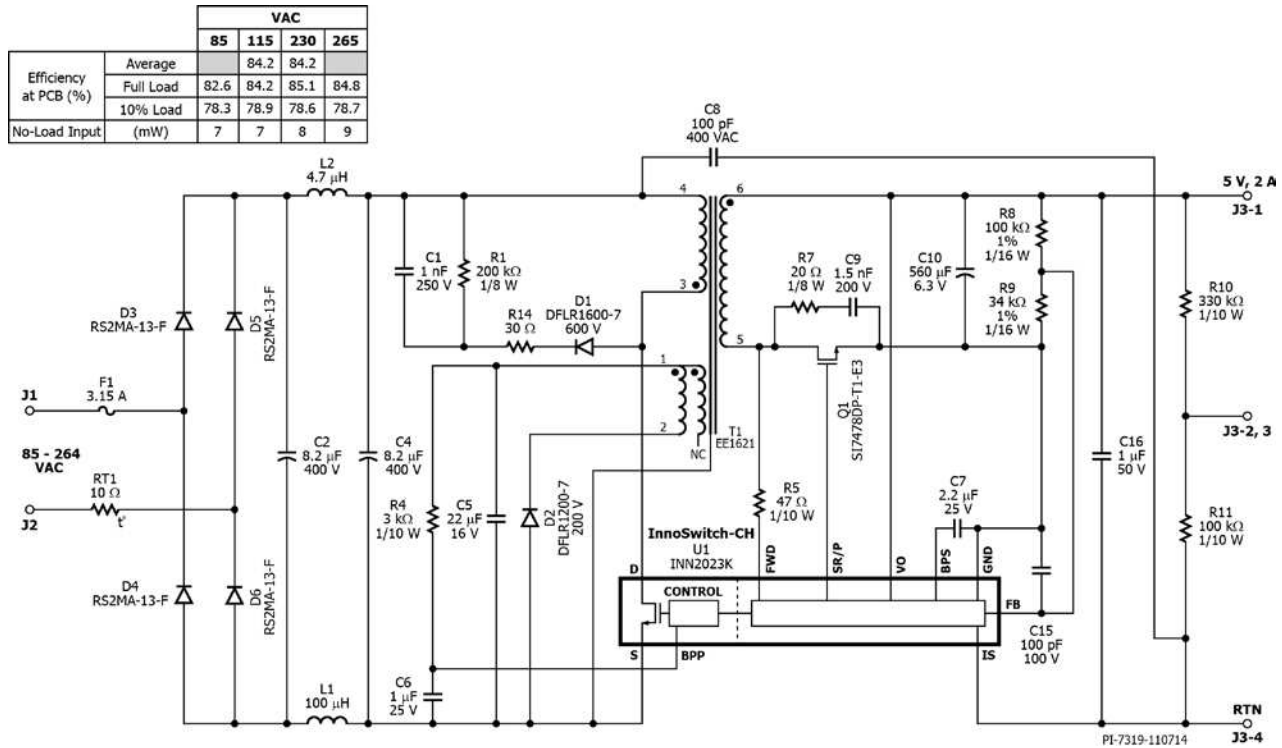 VAC
85 115 230 265
Efficiency at PCB (%)
Average 84.2 84.2
Full Load 82.6 84.2 85.1 84.8
10% Load 78.3 78.9 78.6 78.7
No-Load Input (mW) 7 7 8 9
C8
100 pF
400 VAC
L2
4.7 μH
4
6
5 V, 2 A
J3-1
C1
1 nF
250 V
R1
200 kΩ
1/8 W
R14
30 Ω
D1
DFLR1600-7
600 V
3
R7
20 Ω
1/8 W
C9
1.5 nF
200 V
C10
560 μF
6.3 V
R8
100 kΩ
1%
1/16 W
R9
34 kΩ
1%
1/16 W
R10
330 kΩ
1/10 W
D3
RS2MA-13-F
D5
RS2MA-13-F
5
1
2
NC
T1
EE1621
Q1
SI7478DP-T1-E3
J1
F1
3.15 A
85 - 264
VAC
RT1
10 Ω
t°
J2
C2
8.2 μF
400 V
C4
8.2 μF
400 V
R4
3 kΩ
1/10 W
C5
22 μF
16 V
D2
DFLR1200-7
200 V
J3-2, 3
C16
1 μF
50 V
R5
47 Ω
1/10 W
C7
2.2 μF
25 V
R11
100 kΩ
1/10 W
InnoSwitch-CH
U1
INN2023K
D
FWD
SR/P
VO
BPS
GND
CONTROL
FB
D4
RS2MA-13-F
D6
RS2MA-13-F
S
BPP
IS
C15
100 pF
100 V
L1
100 μH
C6
1 μF
25 V
RTN
J3-4
PI-7319-110714